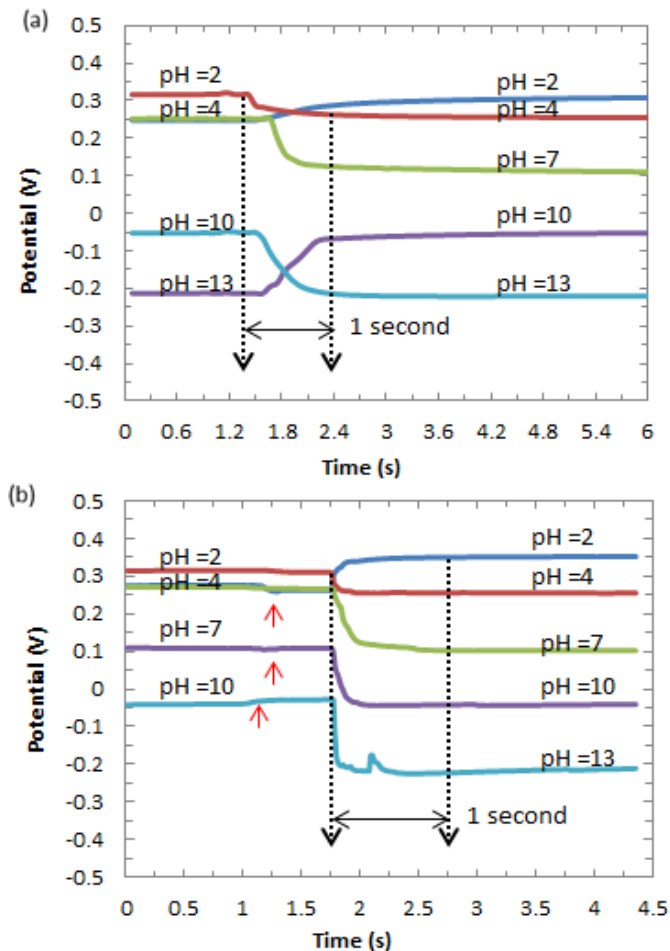 (a)
0.5
0.4
0.3
0.2
0.1
0
-0.1
-0.2
-0.3
-0.4
-0.5
Potential (V)
pH =2
pH =4
pH =10
pH =13
pH =2
pH =4
pH =7
pH =10
pH =13
1 second
0 0.6 1.2 1.8 2.4 3 3.6 4.2 4.8 5.4 6
Time (s)
(b)
0.5
0.4
0.3
0.2
0.1
0
-0.1
-0.2
-0.3
-0.4
-0.5
Potential (V)
pH =2
pH =4
pH =7
pH =10
pH =2
pH =4
pH =7
pH =10
pH =13
1 second
0 0.5 1 1.5 2 2.5 3 3.5 4 4.5
Time (s)